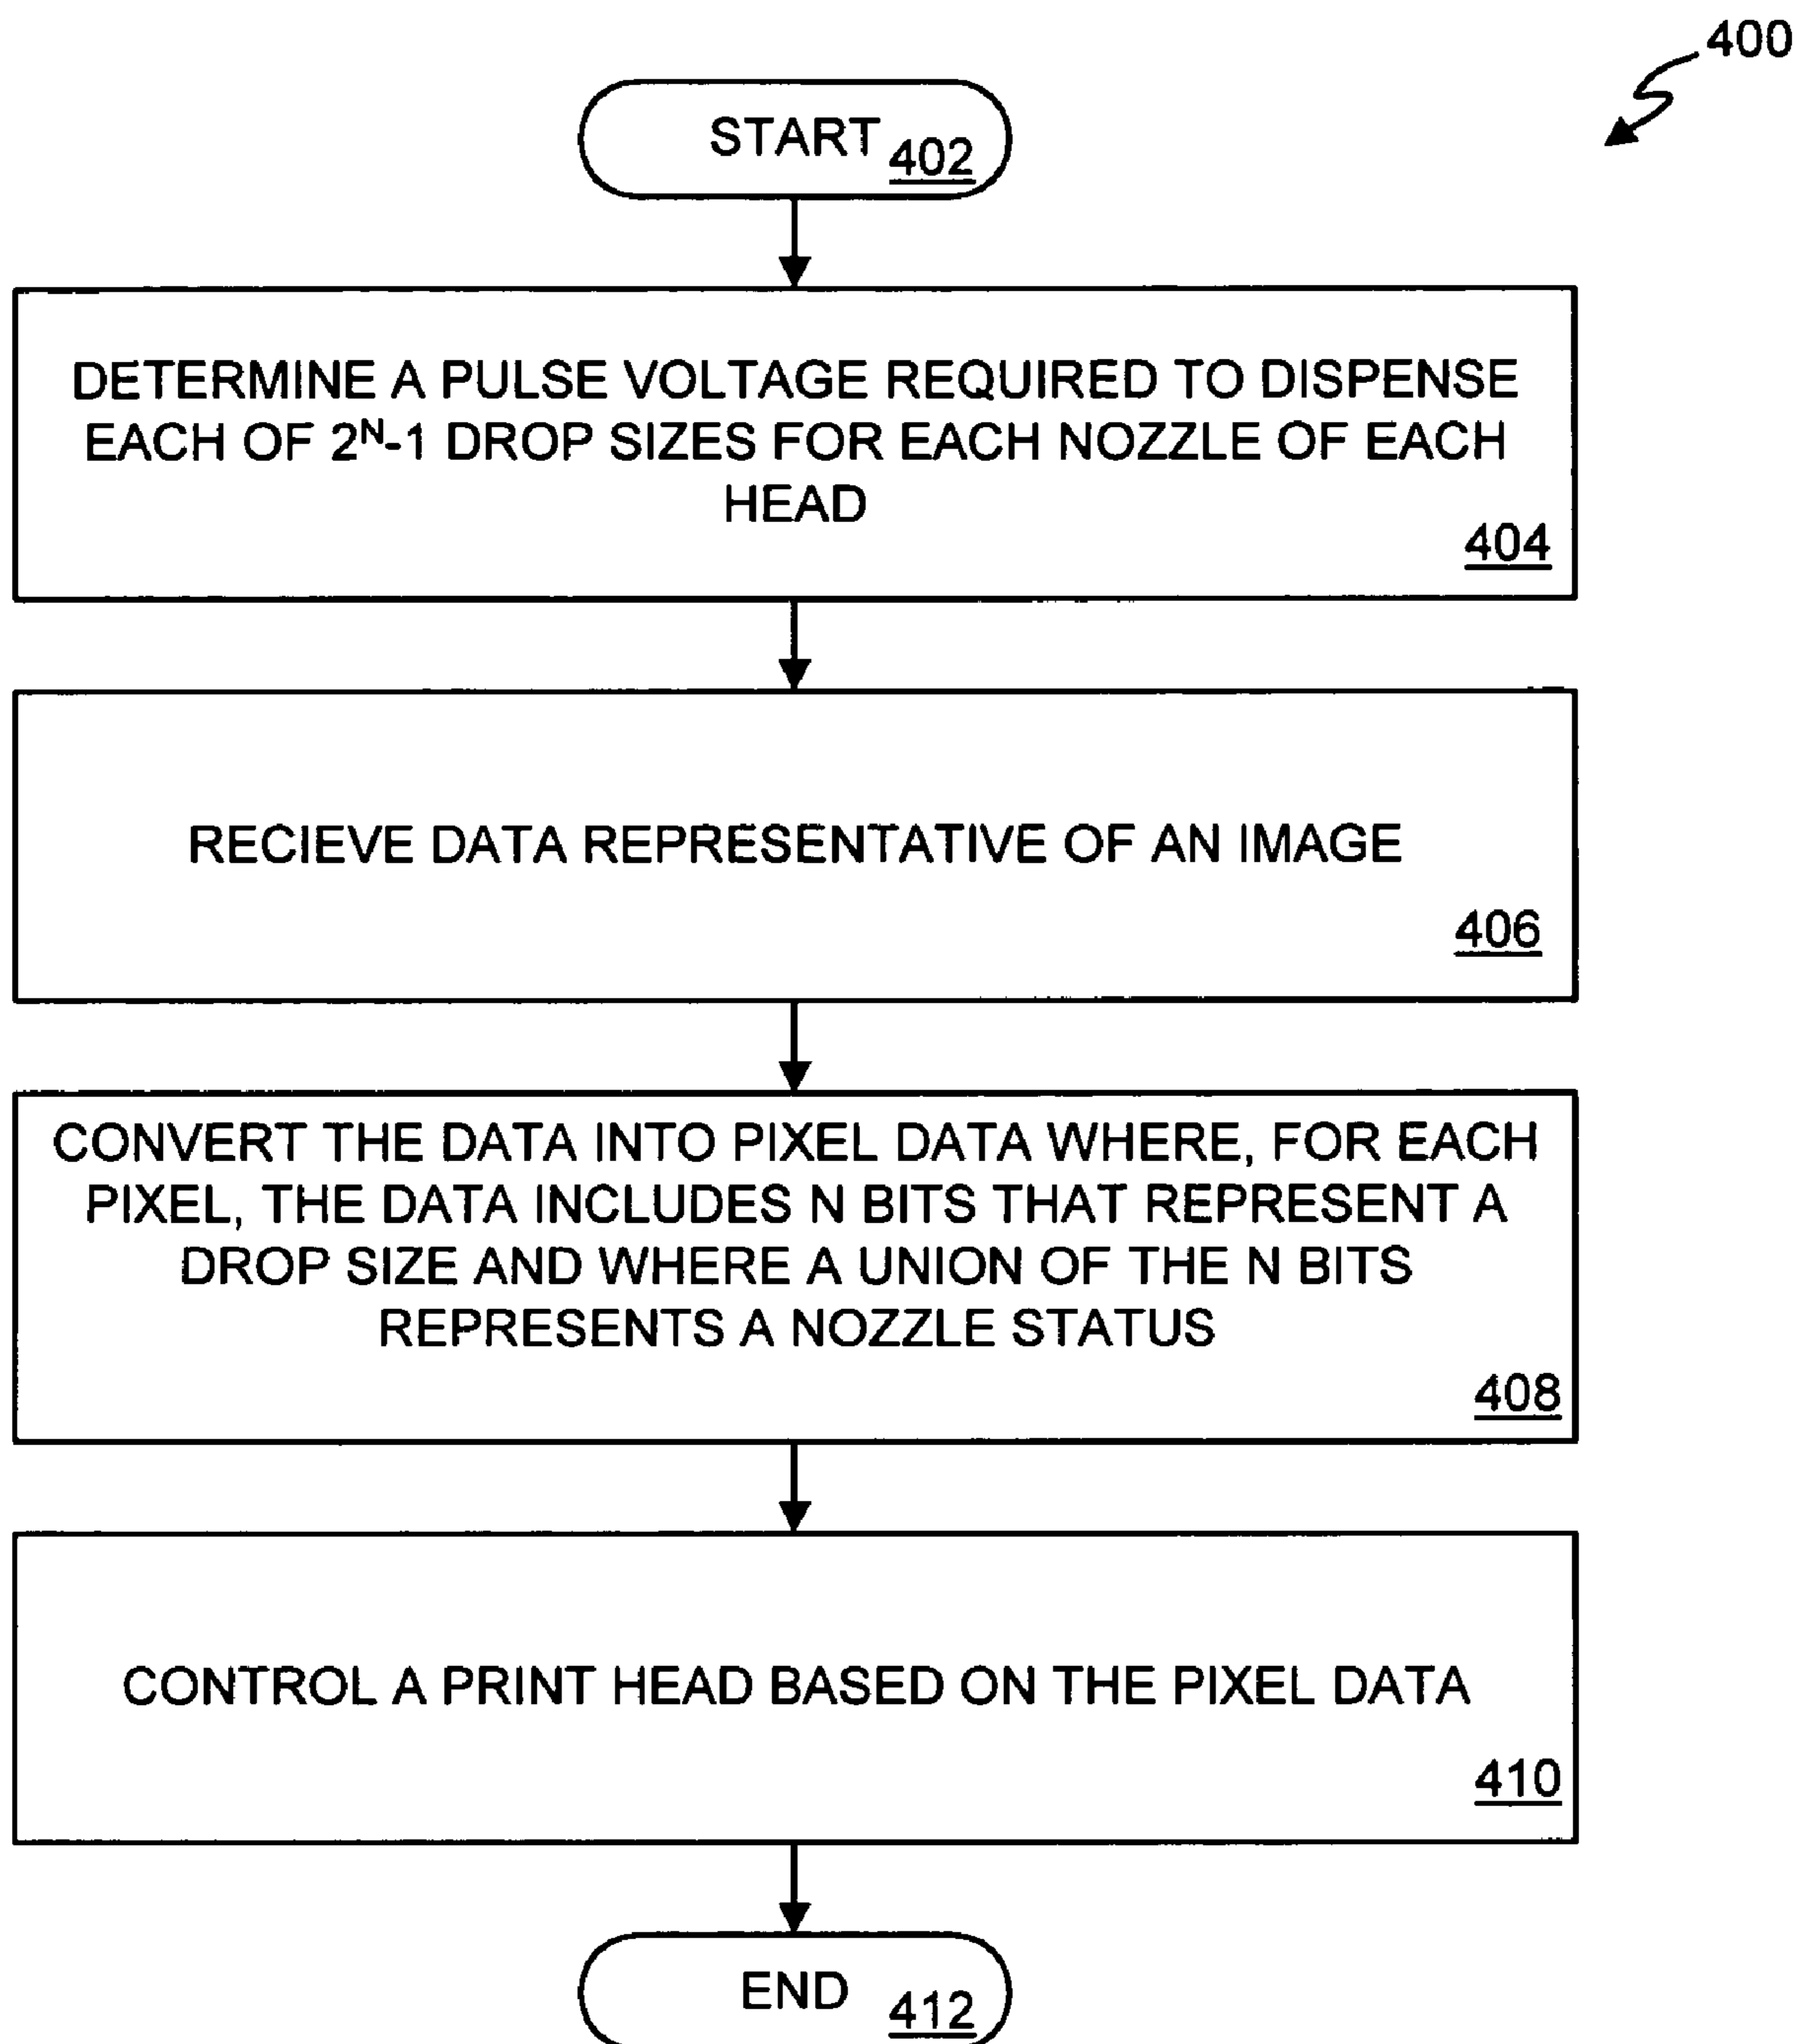 400
START 402
DETERMINE A PULSE VOLTAGE REQUIRED TO DISPENSE
EACH OF 2ᴺ-1 DROP SIZES FOR EACH NOZZLE OF EACH
HEAD
404
RECIEVE DATA REPRESENTATIVE OF AN IMAGE
406
CONVERT THE DATA INTO PIXEL DATA WHERE, FOR EACH
PIXEL, THE DATA INCLUDES N BITS THAT REPRESENT A
DROP SIZE AND WHERE A UNION OF THE N BITS
REPRESENTS A NOZZLE STATUS
408
CONTROL A PRINT HEAD BASED ON THE PIXEL DATA
410
END 412